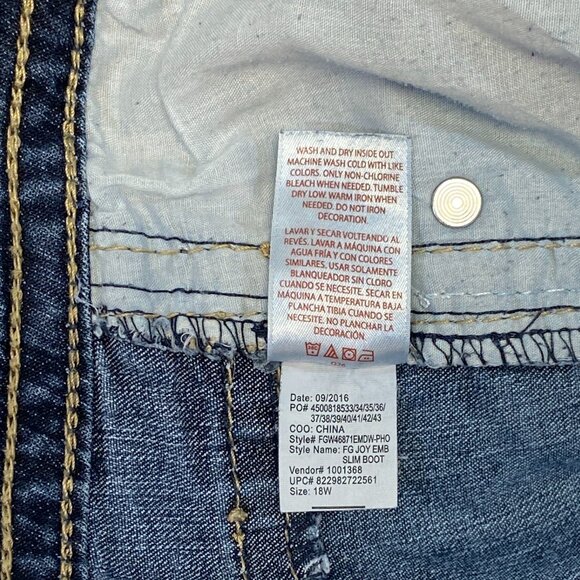 WASH AND DRY INSIDE OUT
MACHINE WASH COLD WITH LIKE
COLORS. ONLY NON-CHLORINE
BLEACH WHEN NEEDED. TUMBLE
DRY LOW. WARM IRON WHEN
NEEDED. DO NOT IRON
DECORATION.
LAVAR Y SECAR VOLTEANDO AL
REVÉS. LAVAR A MÁQUINA CON
AGUA FRÍA Y CON COLORES
SIMILARES, USAR SOLAMENTE
BLANQUEADOR SIN CLORO
CUANDO SE NECESITE. SECAR EN
MÁQUINA A TEMPERATURA BAJA.
PLANCHA TIBIA CUANDO SE
NECESITE. NO PLANCHAR LA
DECORACIÓN.
Date: 09/2016
PO# 4500818533/34/35/36/
37/38/39/40/41/42/43
COO: CHINA
Style# FGW46871EMDW-PHO
Style Name: FG JOY EMB
SLIM BOOT
Vendor# 1001368
UPC# 822982722561
Size: 18W